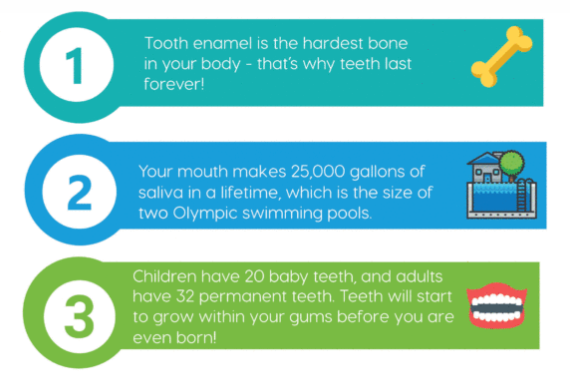 1
Tooth enamel is the hardest bone
in your body - that's why teeth last
forever!
2
Your mouth makes 25,000 gallons of
saliva in a lifetime, which is the size of
two Olympic swimming pools.
3
Children have 20 baby teeth, and adults
have 32 permanent teeth. Teeth will start
to grow within your gums before you are
even born!